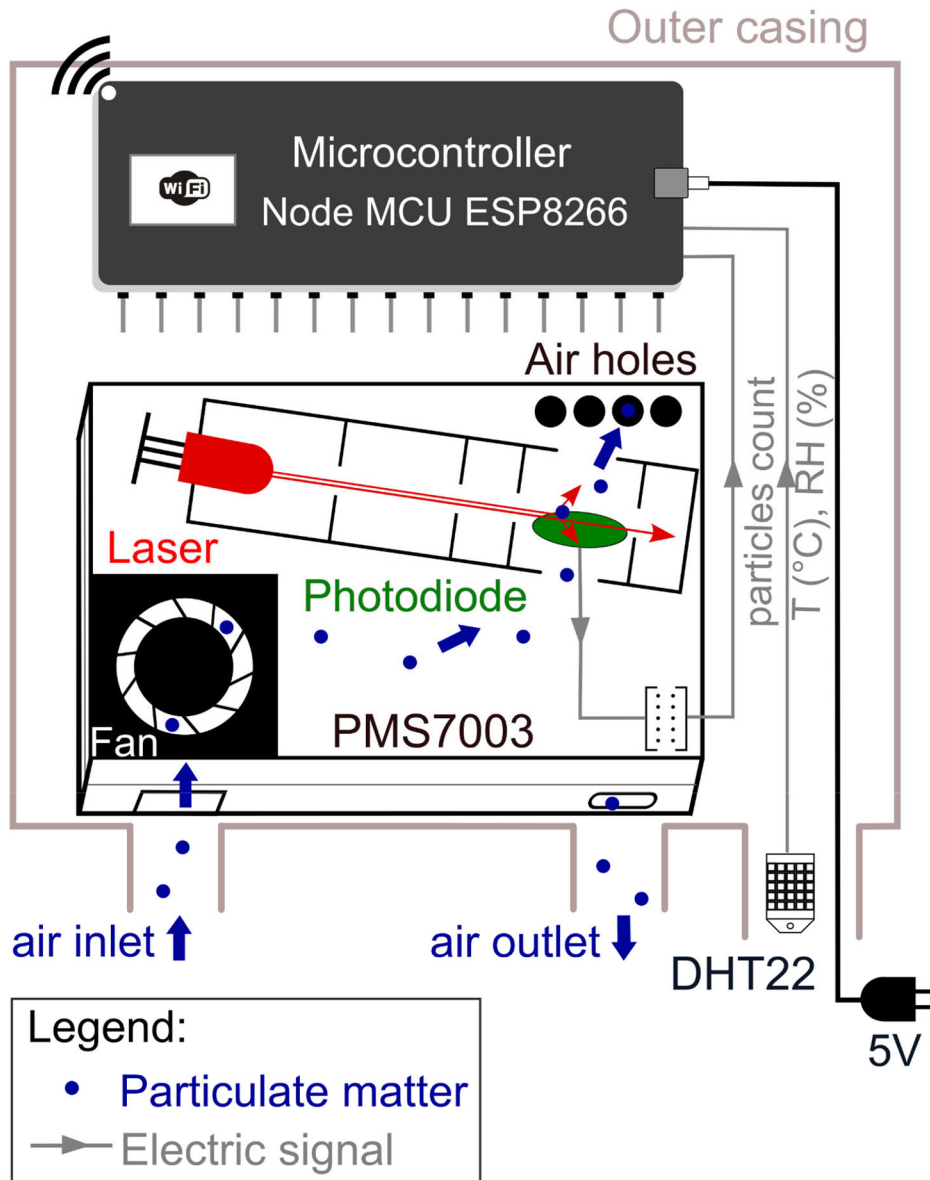 Outer casing
Microcontroller
WiFi
Node MCU ESP8266
Air holes
particles count
T (°C), RH (%)
Laser
Photodiode
Fan
PMS7003
air inlet
air outlet
DHT22
5V
Legend:
Particulate matter
Electric signal